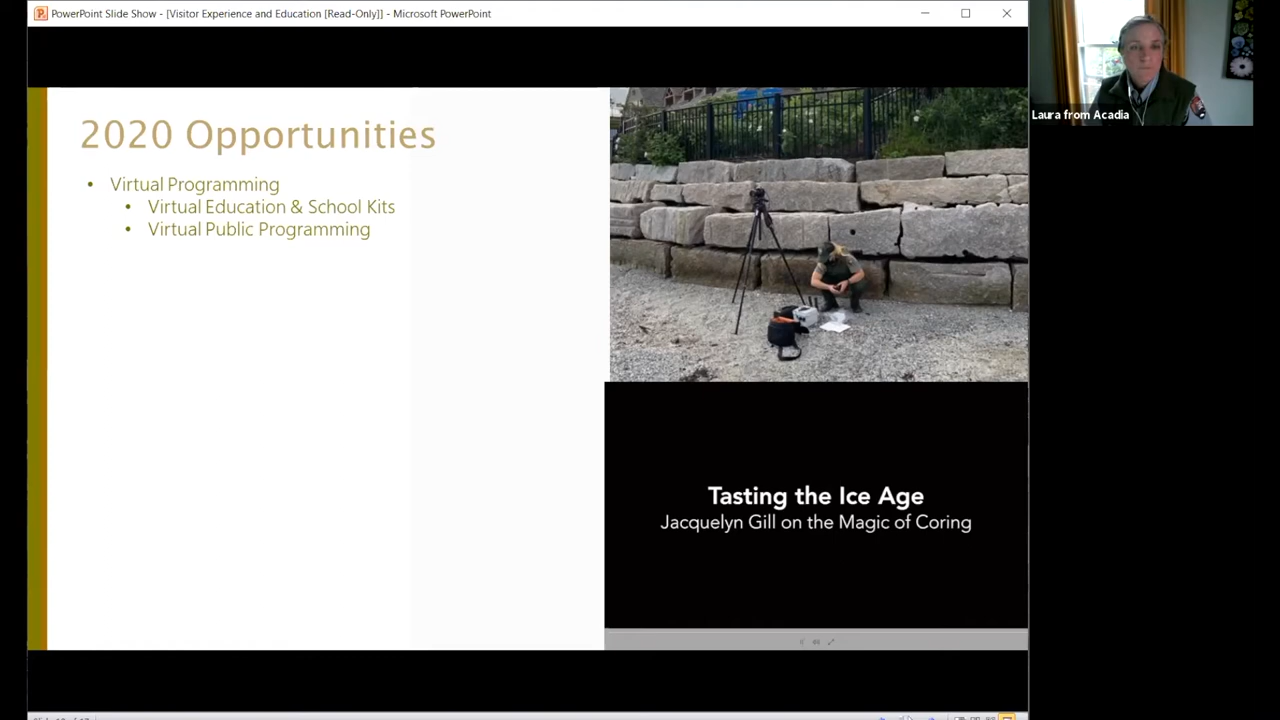 PowerPoint Slide Show - [Visitor Experience and Education [Read-Only]] - Microsoft PowerPoint
Laura from Acadia
2020 Opportunities
• Virtual Programming
• Virtual Education & School Kits
• Virtual Public Programming
Tasting the Ice Age
Jacquelyn Gill on the Magic of Coring